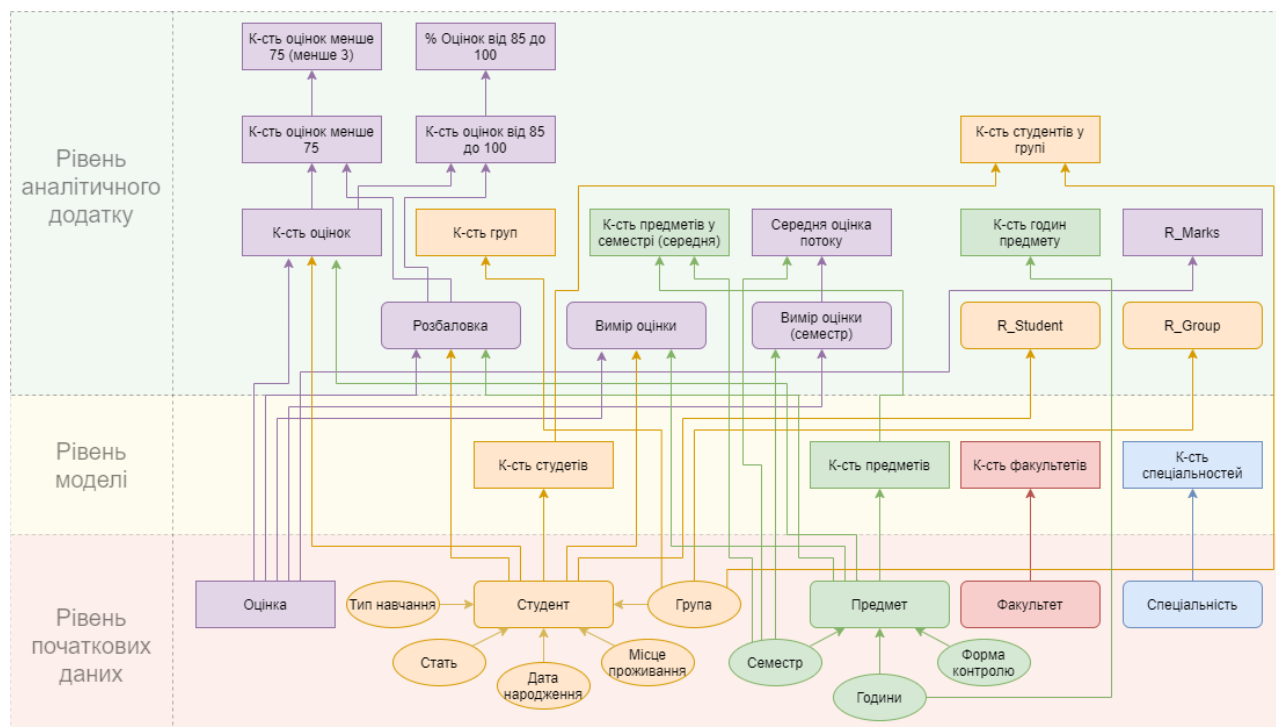 К-сть оцінок менше
75 (менше 3)
% Оцінок від 85 до
100
К-сть оцінок менше
75
К-сть оцінок від 85
до 100
К-сть студентів у
групі
Рівень
аналітичного
додатку
К-сть оцінок
К-сть груп
К-сть предметів у
семестрі (середня)
Середня оцінка
потоку
К-сть годин
предмету
R_Marks
Розбаловка
Вимір оцінки
Вимір оцінки
(семестр)
R_Student
R_Group
Рівень
моделі
К-сть студетів
К-сть предметів
К-сть факультетів
К-сть
спеціальностей
Рівень
початкових
даних
Оцінка
Тип навчання
Студент
Група
Предмет
Факультет
Спеціальність
Стать
Дата
народження
Місце
проживання
Семестр
Години
Форма
контролю